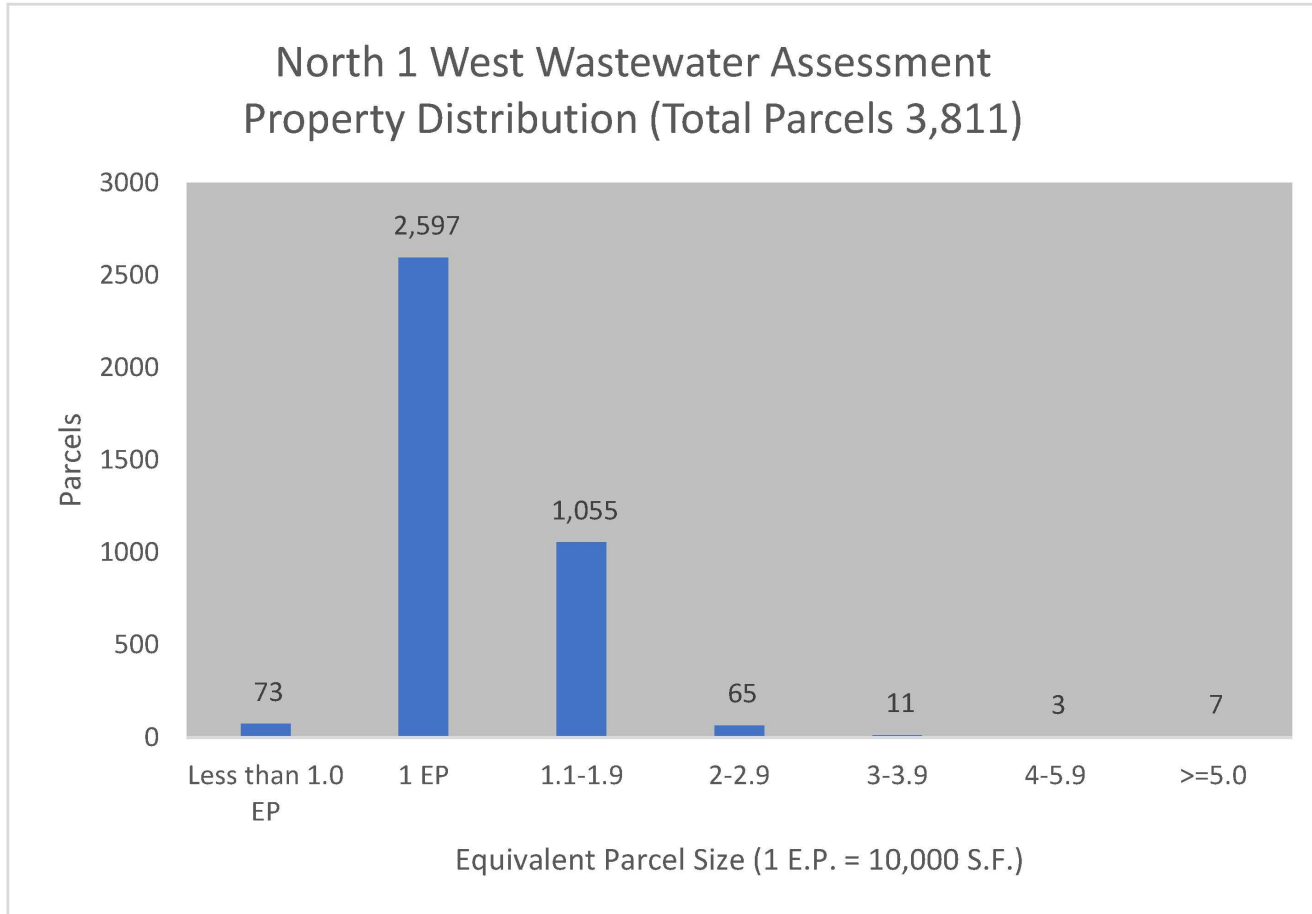 North 1 West Wastewater Assessment
Property Distribution (Total Parcels 3,811)
3000
2500
2000
1500
1000
500
0
Parcels
73
2,597
1,055
65
11
3
7
Less than 1.0
EP
1 EP
1.1-1.9
2-2.9
3-3.9
4-5.9
>=5.0
Equivalent Parcel Size (1 E.P. = 10,000 S.F.)